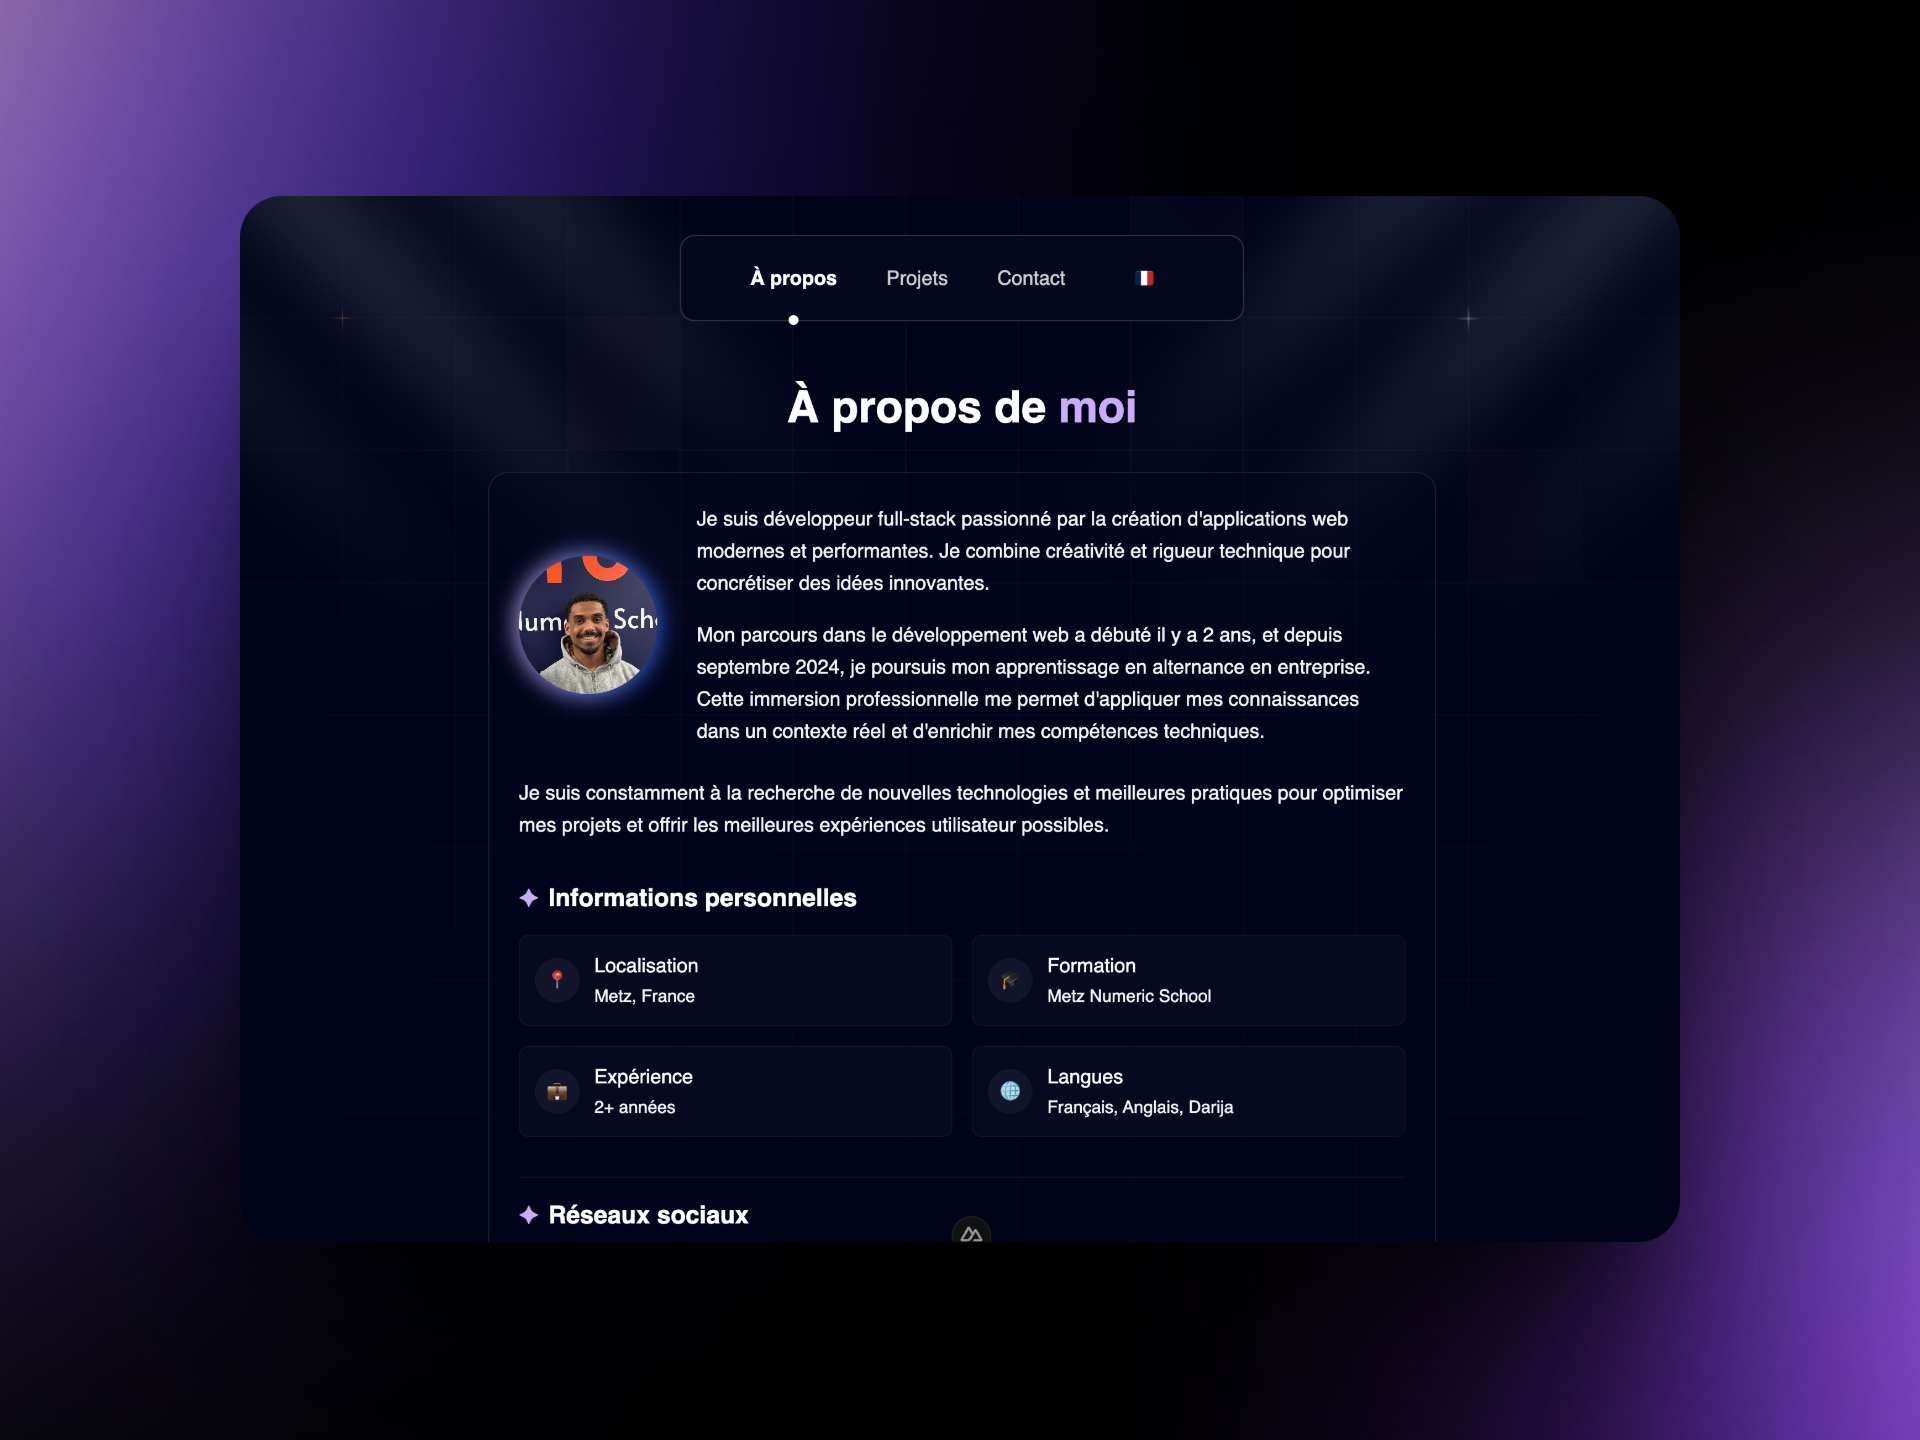 À propos
Projets
Contact
À propos de moi
Je suis développeur full-stack passionné par la création d'applications web
modernes et performantes. Je combine créativité et rigueur technique pour
concrétiser des idées innovantes.
Mon parcours dans le développement web a débuté il y a 2 ans, et depuis
septembre 2024, je poursuis mon apprentissage en alternance en entreprise.
Cette immersion professionnelle me permet d'appliquer mes connaissances
dans un contexte réel et d'enrichir mes compétences techniques.
Je suis constamment à la recherche de nouvelles technologies et meilleures pratiques pour optimiser
mes projets et offrir les meilleures expériences utilisateur possibles.
Informations personnelles
Localisation
Metz, France
Formation
Metz Numeric School
Expérience
2+ années
Langues
Français, Anglais, Darija
Réseaux sociaux